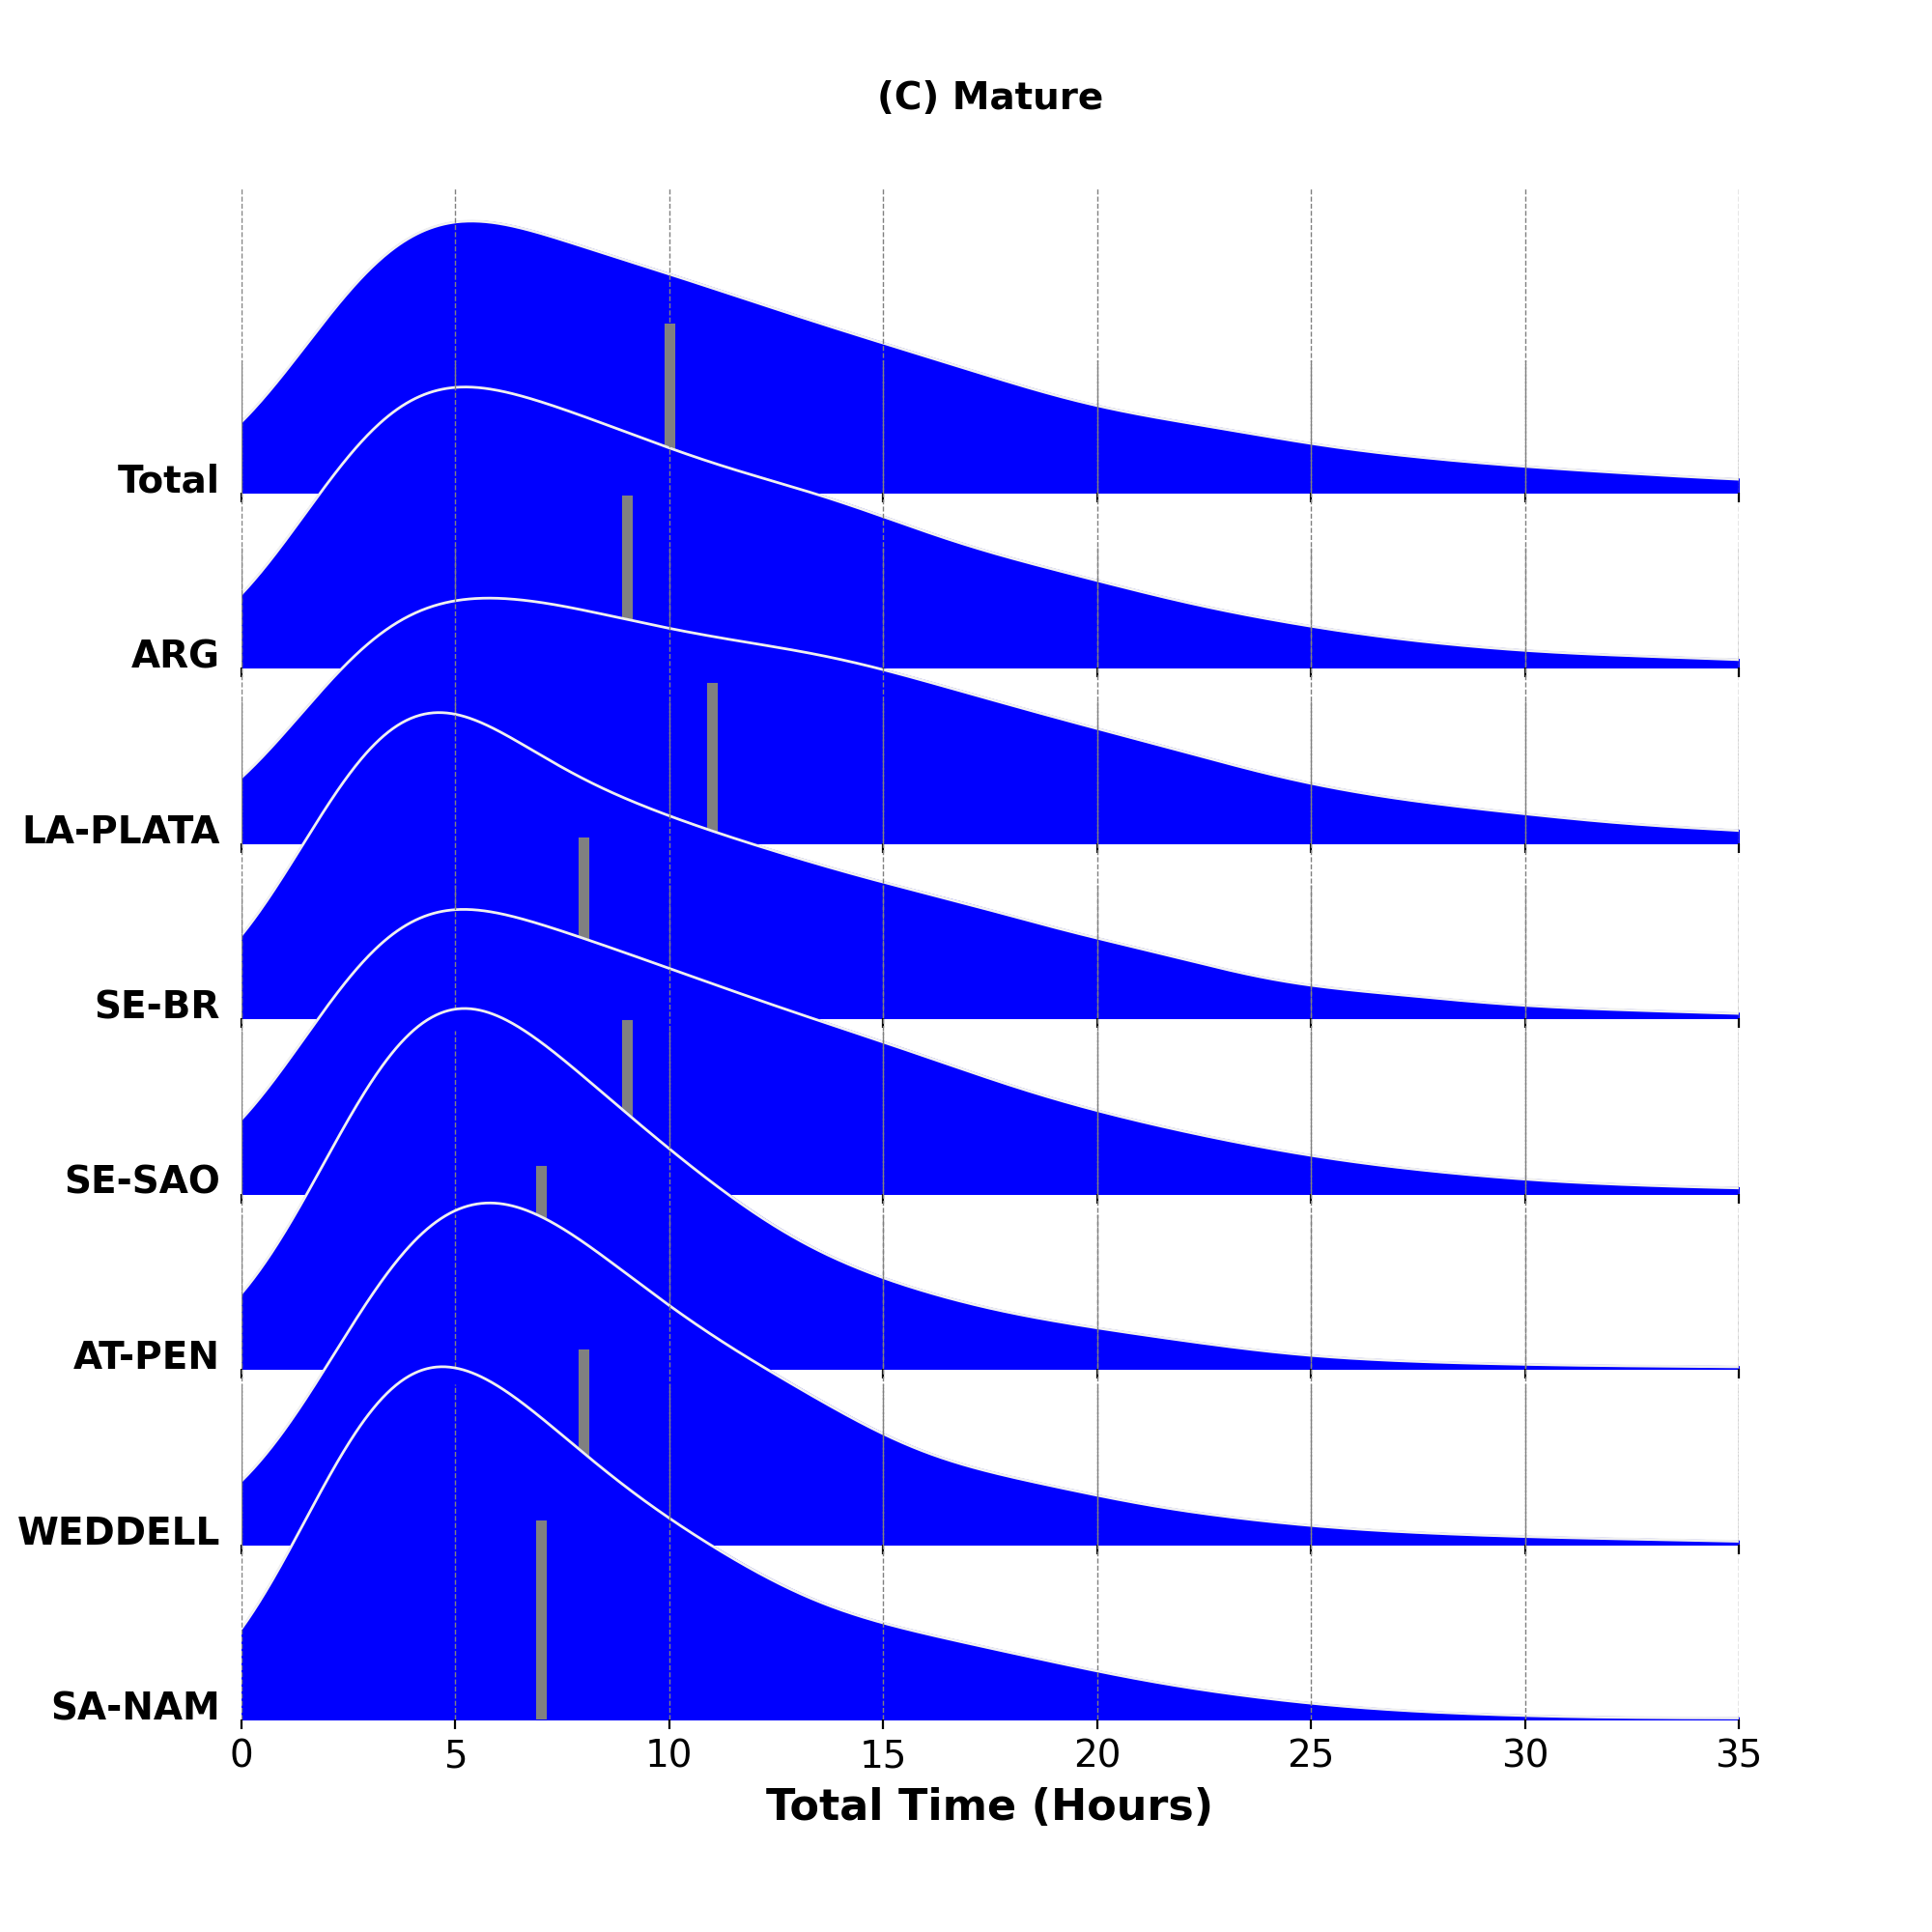 (C) Mature
Total
ARG
LA-PLATA
SE-BR
SE-SAO
AT-PEN
WEDDELL
SA-NAM
0 5 10 15 20 25 30 35
Total Time (Hours)